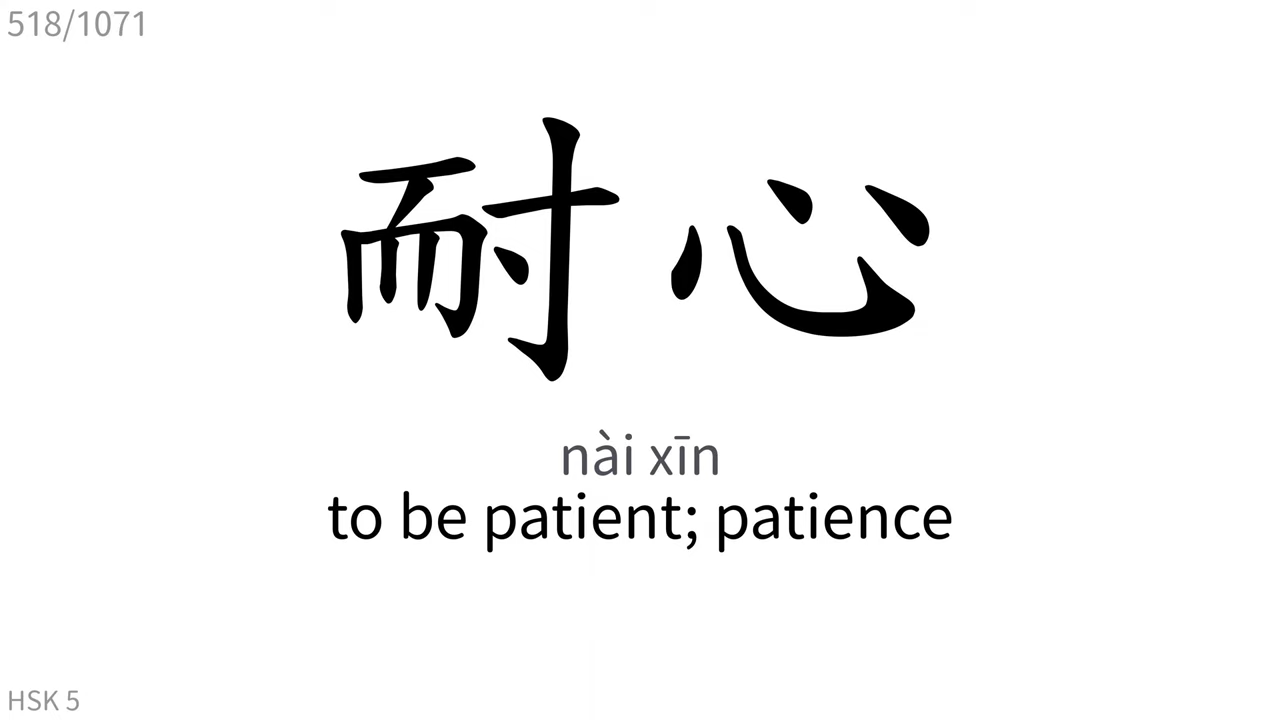 518/1071
耐心
nài xīn
to be patient; patience
HSK 5